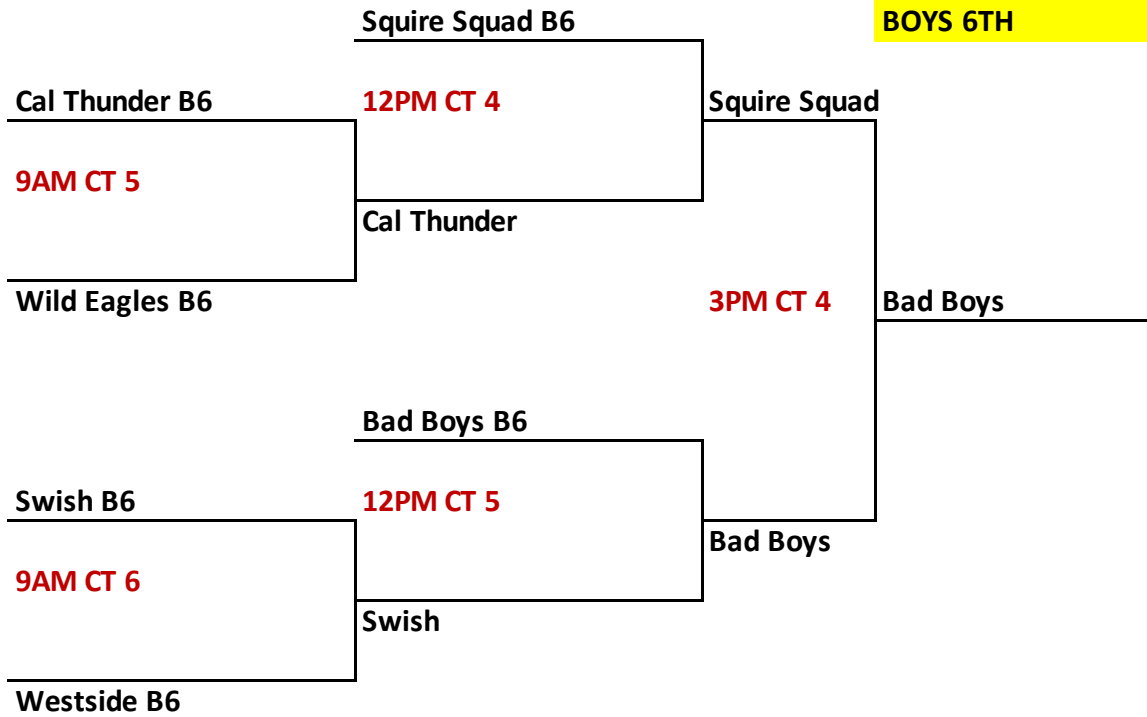 Squire Squad B6
BOYS 6TH
Cal Thunder B6
12PM CT 4
Squire Squad
9AM CT 5
Cal Thunder
Wild Eagles B6
3PM CT 4
Bad Boys
Bad Boys B6
Swish B6
12PM CT 5
Bad Boys
9AM CT 6
Swish
Westside B6